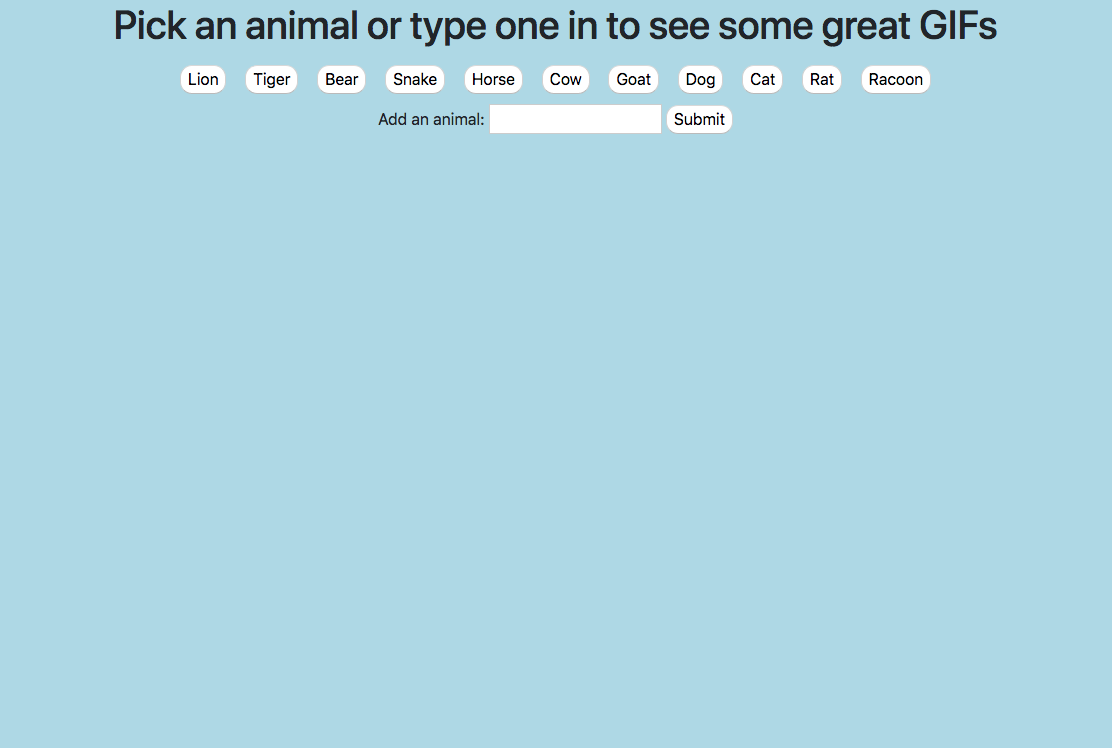 Pick an animal or type one in to see some great GIFs
Lion Tiger Bear Snake Horse Cow Goat Dog Cat Rat Racoon
Add an animal: Submit